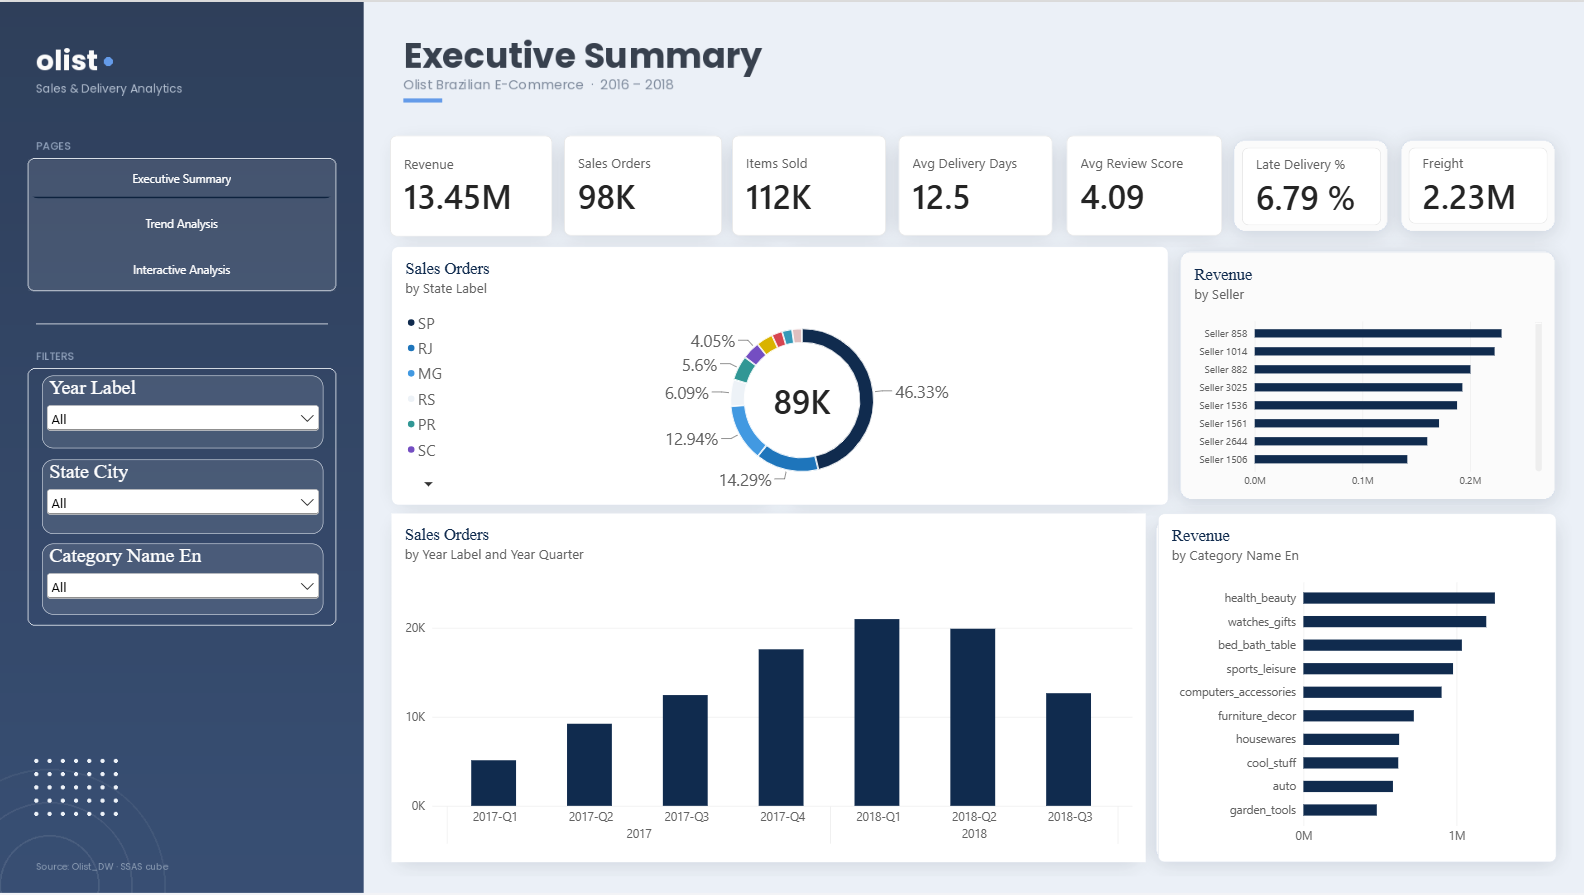 olist
Sales & Delivery Analytics
PAGES
Executive Summary
Trend Analysis
Interactive Analysis
FILTERS
Year Label
All
State City
All
Category Name En
All
Source: Olist_DW · SSAS cube
Executive Summary
Olist Brazilian E-Commerce · 2016 – 2018
Revenue
13.45M
Sales Orders
98K
Items Sold
112K
Avg Delivery Days
12.5
Avg Review Score
4.09
Late Delivery %
6.79 %
Freight
2.23M
Sales Orders
by State Label
SP
RJ
MG
RS
PR
SC
4.05%
5.6%
6.09%
12.94%
14.29%
46.33%
89K
Revenue
by Seller
Seller 858
Seller 1014
Seller 882
Seller 3025
Seller 1536
Seller 1561
Seller 2644
Seller 1506
0.0M 0.1M 0.2M
Sales Orders
by Year Label and Year Quarter
20K
10K
0K
2017-Q1 2017-Q2 2017-Q3 2017-Q4 2018-Q1 2018-Q2 2018-Q3
2017 2018
Revenue
by Category Name En
health_beauty
watches_gifts
bed_bath_table
sports_leisure
computers_accessories
furniture_decor
housewares
cool_stuff
auto
garden_tools
0M 1M